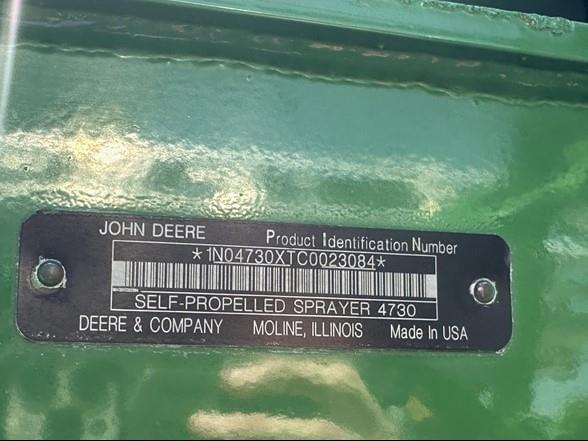 JOHN DEERE Product Identification Number
*1N04730XTC0023084*
SELF-PROPELLED SPRAYER 4730
DEERE & COMPANY MOLINE, ILLINOIS Made In USA